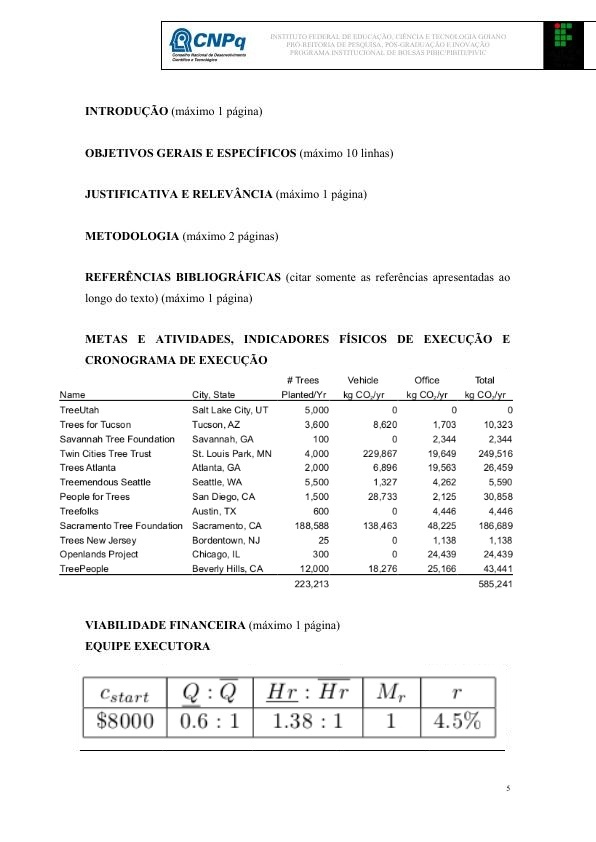 CNPq
Conselho Nacional de Desenvolvimento
Científico e Tecnológico
INSTITUTO FEDERAL DE EDUCAÇÃO, CIÊNCIA E TECNOLOGIA GOIANO
PRÓ-REITORIA DE PESQUISA, PÓS-GRADUAÇÃO E INOVAÇÃO
PROGRAMA INSTITUCIONAL DE BOLSAS PIBIC/PIBITI/PIVIC
INTRODUÇÃO (máximo 1 página)
OBJETIVOS GERAIS E ESPECÍFICOS (máximo 10 linhas)
JUSTIFICATIVA E RELEVÂNCIA (máximo 1 página)
METODOLOGIA (máximo 2 páginas)
REFERÊNCIAS BIBLIOGRÁFICAS (citar somente as referências apresentadas ao
longo do texto) (máximo 1 página)
METAS E ATIVIDADES, INDICADORES FÍSICOS DE EXECUÇÃO E
CRONOGRAMA DE EXECUÇÃO
# Trees Vehicle Office Total
Name City, State Planted/Yr kg CO₂/yr kg CO₂/yr kg CO₂/yr
TreeUtah Salt Lake City, UT 5,000 0 0 0
Trees for Tucson Tucson, AZ 3,600 8,620 1,703 10,323
Savannah Tree Foundation Savannah, GA 100 0 2,344 2,344
Twin Cities Tree Trust St. Louis Park, MN 4,000 229,867 19,649 249,516
Trees Atlanta Atlanta, GA 2,000 6,896 19,563 26,459
Treemendous Seattle Seattle, WA 5,500 1,327 4,262 5,590
People for Trees San Diego, CA 1,500 28,733 2,125 30,858
Treefolks Austin, TX 600 0 4,446 4,446
Sacramento Tree Foundation Sacramento, CA 188,588 138,463 48,225 186,689
Trees New Jersey Bordentown, NJ 25 0 1,138 1,138
Openlands Project Chicago, IL 300 0 24,439 24,439
TreePeople Beverly Hills, CA 12,000 18,276 25,166 43,441
223,213 585,241
VIABILIDADE FINANCEIRA (máximo 1 página)
EQUIPE EXECUTORA
c_start Q̲ : Q̅ H̲r̲ : H̅r̅ M_r r
$8000 0.6 : 1 1.38 : 1 1 4.5%
5